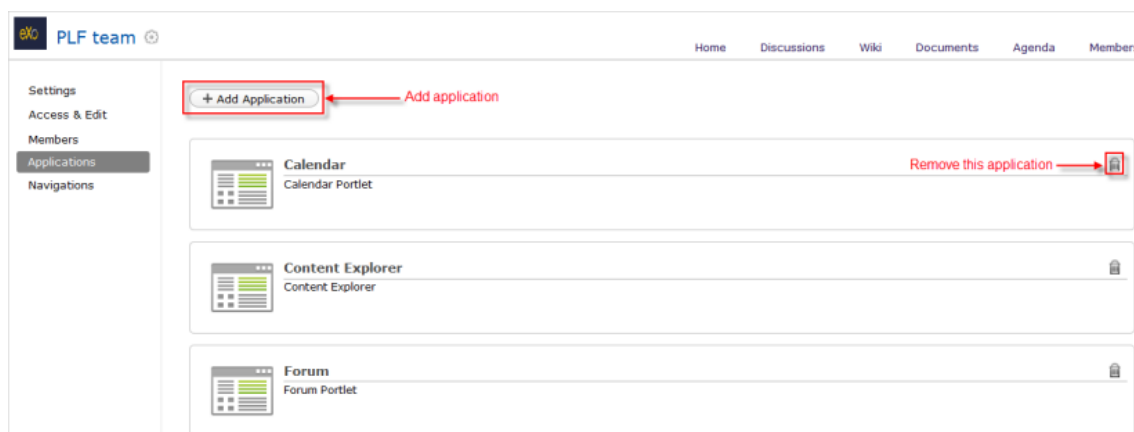 eXo PLF team
Home Discussions Wiki Documents Agenda Member
Settings
Access & Edit
Members
Applications
Navigations
+ Add Application
Add application
Calendar
Calendar Portlet
Remove this application
Content Explorer
Content Explorer
Forum
Forum Portlet